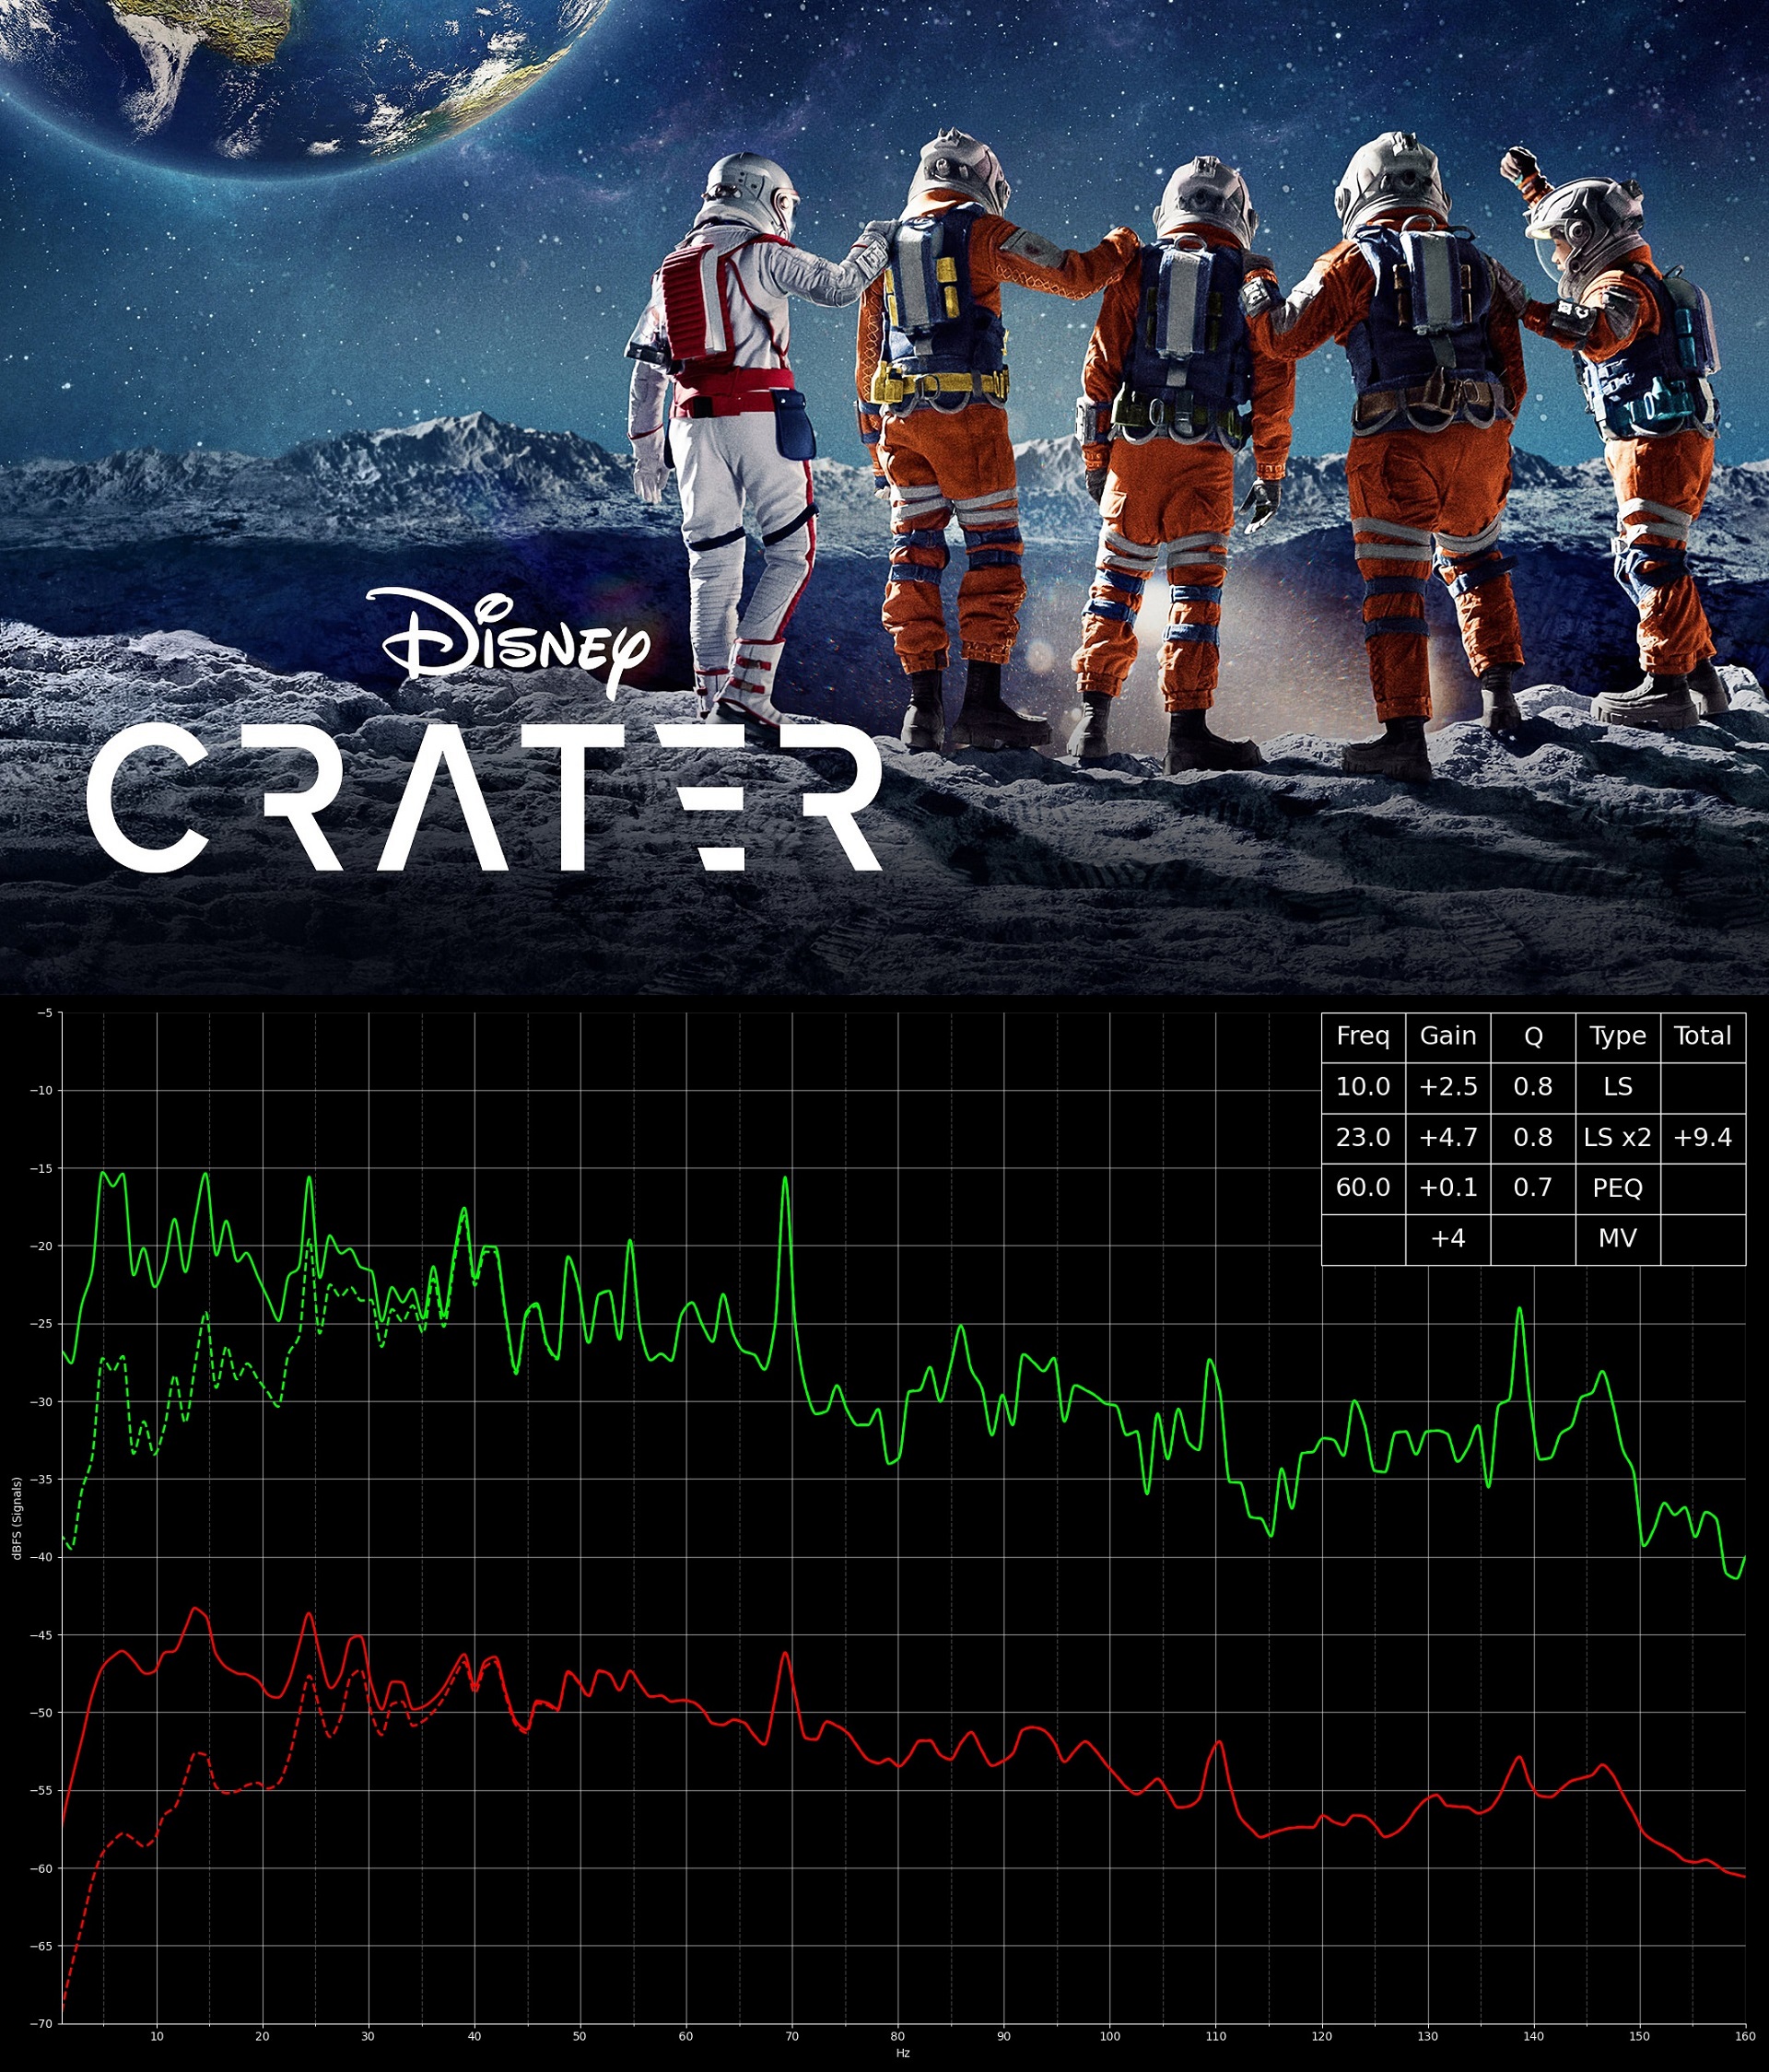 Disney
CRATER
Freq Gain Q Type Total
10.0 +2.5 0.8 LS
23.0 +4.7 0.8 LS x2 +9.4
60.0 +0.1 0.7 PEQ
+4 MV
−5
−10
−15
−20
−25
−30
−35
−40
−45
−50
−55
−60
−65
−70
dBFS (Signals)
10 20 30 40 50 60 70 80 90 100 110 120 130 140 150 160
Hz